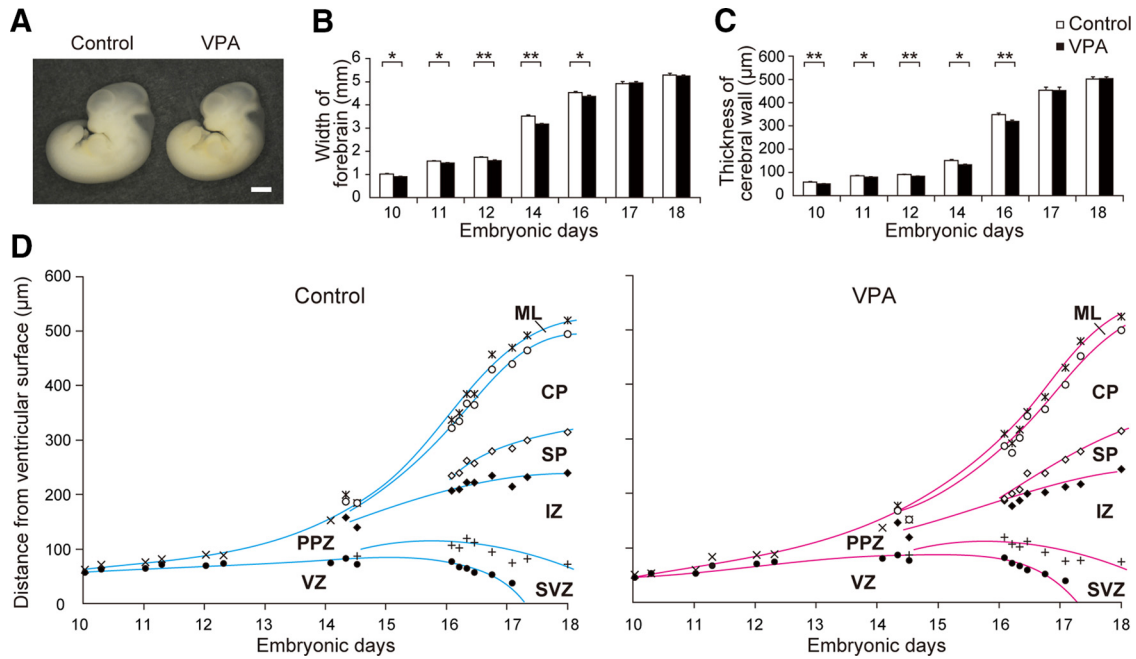 A
Control VPA
B
Width of
forebrain (mm)
6
5
4
3
2
1
0
* * ** ** *
10 11 12 14 16 17 18
Embryonic days
C
Control
VPA
Thickness of
cerebral wall (µm)
(µm)
600
500
400
300
200
100
0
** * ** * **
10 11 12 14 16 17 18
Embryonic days
D
Distance from ventricular surface (µm)
600
500
400
300
200
100
0
Control
ML
CP
SP
IZ
PPZ
VZ
SVZ
10 11 12 13 14 15 16 17 18
Embryonic days
VPA
ML
CP
SP
IZ
PPZ
VZ
SVZ
10 11 12 13 14 15 16 17 18
Embryonic days